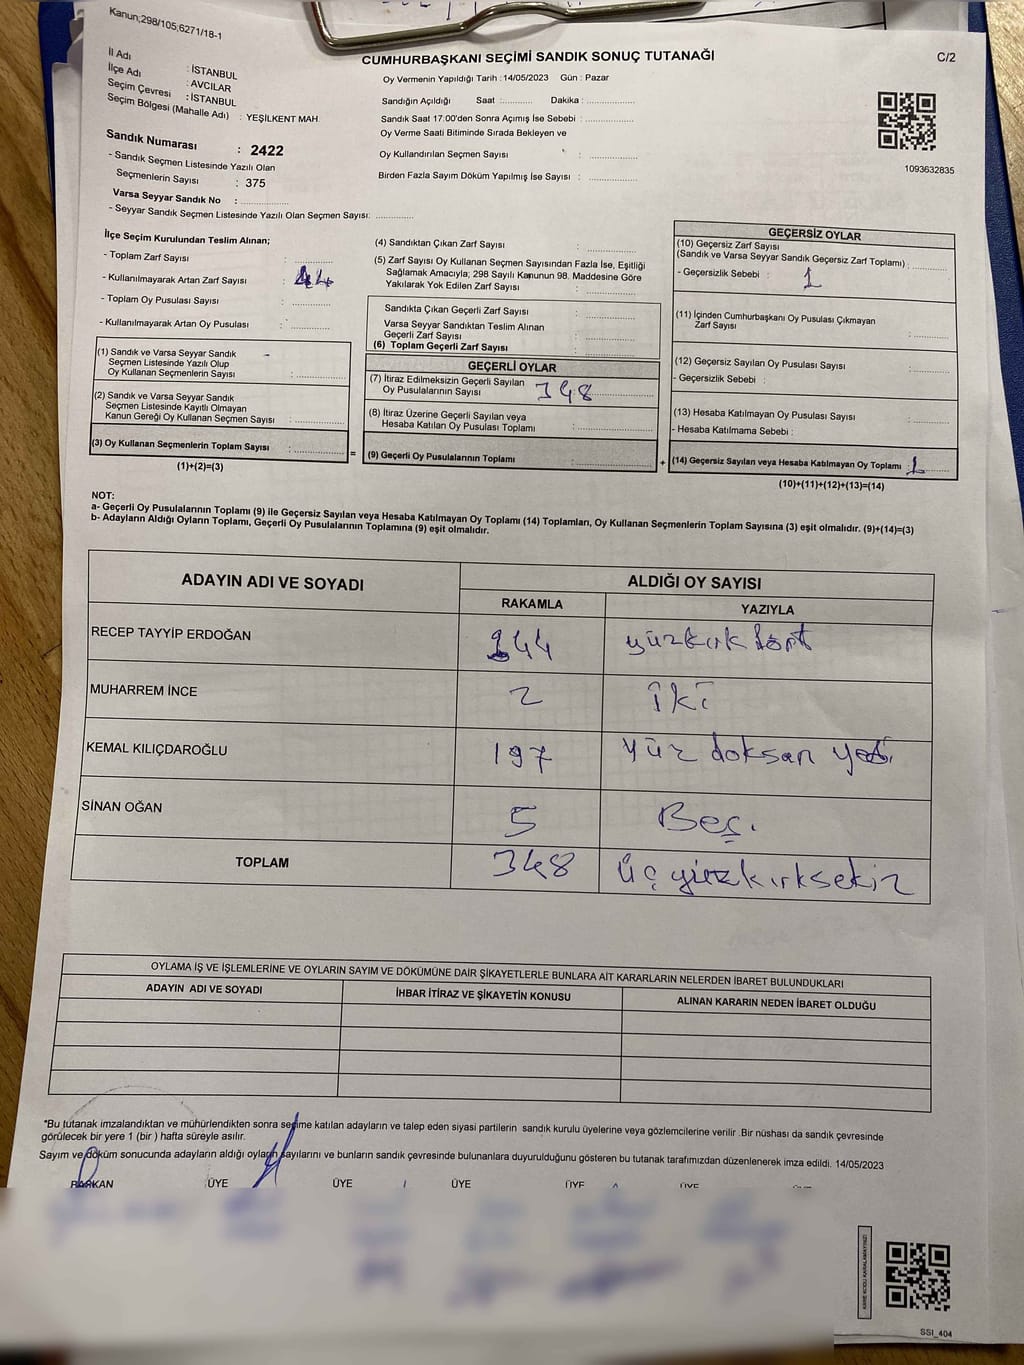 Kanun;298/105;6271/18-1
CUMHURBAŞKANI SEÇİMİ SANDIK SONUÇ TUTANAĞI
C/2
İl Adı : İSTANBUL
İlçe Adı : AVCILAR
Seçim Çevresi : İSTANBUL
Seçim Bölgesi (Mahalle Adı) : YEŞİLKENT MAH.
Sandık Numarası : 2422
- Sandık Seçmen Listesinde Yazılı Olan
Seçmenlerin Sayısı : 375
Varsa Seyyar Sandık No :
- Seyyar Sandık Seçmen Listesinde Yazılı Olan Seçmen Sayısı:
Oy Vermenin Yapıldığı Tarih : 14/05/2023 Gün : Pazar
Sandığın Açıldığı Saat : Dakika :
Sandık Saat 17:00'den Sonra Açımış İse Sebebi :
Oy Verme Saati Bitiminde Sırada Bekleyen ve
Oy Kullandırılan Seçmen Sayısı :
Birden Fazla Sayım Döküm Yapılmış İse Sayısı :
1093632835
İlçe Seçim Kurulundan Teslim Alınan;
- Toplam Zarf Sayısı :
- Kullanılmayarak Artan Zarf Sayısı :
- Toplam Oy Pusulası Sayısı :
- Kullanılmayarak Artan Oy Pusulası :
(1) Sandık ve Varsa Seyyar Sandık
Seçmen Listesinde Yazılı Olup
Oy Kullanan Seçmenlerin Sayısı :
(2) Sandık ve Varsa Seyyar Sandık
Seçmen Listesinde Kayıtlı Olmayan
Kanun Gereği Oy Kullanan Seçmen Sayısı :
(3) Oy Kullanan Seçmenlerin Toplam Sayısı :
(1)+(2)=(3)
=
(4) Sandıktan Çıkan Zarf Sayısı :
(5) Zarf Sayısı Oy Kullanan Seçmen Sayısından Fazla İse, Eşitliği
Sağlamak Amacıyla; 298 Sayılı Kanunun 98. Maddesine Göre
Yakılarak Yok Edilen Zarf Sayısı :
Sandıkta Çıkan Geçerli Zarf Sayısı :
Varsa Seyyar Sandıktan Teslim Alınan
Geçerli Zarf Sayısı :
(6) Toplam Geçerli Zarf Sayısı :
GEÇERLİ OYLAR
(7) İtiraz Edilmeksizin Geçerli Sayılan
Oy Pusulalarının Sayısı : 348
(8) İtiraz Üzerine Geçerli Sayılan veya
Hesaba Katılan Oy Pusulası Toplamı :
(9) Geçerli Oy Pusulalarının Toplamı :
+
GEÇERSİZ OYLAR
(10) Geçersiz Zarf Sayısı
(Sandık ve Varsa Seyyar Sandık Geçersiz Zarf Toplamı) :
- Geçersizlik Sebebi : 1
(11) İçinden Cumhurbaşkanı Oy Pusulası Çıkmayan
Zarf Sayısı :
(12) Geçersiz Sayılan Oy Pusulası Sayısı :
- Geçersizlik Sebebi :
(13) Hesaba Katılmayan Oy Pusulası Sayısı :
- Hesaba Katılmama Sebebi :
(14) Geçersiz Sayılan veya Hesaba Katılmayan Oy Toplamı : 1
(10)+(11)+(12)+(13)=(14)
NOT:
a- Geçerli Oy Pusulalarının Toplamı (9) ile Geçersiz Sayılan veya Hesaba Katılmayan Oy Toplamı (14) Toplamları, Oy Kullanan Seçmenlerin Toplam Sayısına (3) eşit olmalıdır. (9)+(14)=(3)
b- Adayların Aldığı Oyların Toplamı, Geçerli Oy Pusulalarının Toplamına (9) eşit olmalıdır.
ADAYIN ADI VE SOYADI ALDIĞI OY SAYISI
RAKAMLA YAZIYLA
RECEP TAYYİP ERDOĞAN 144 yüzkırk dört
MUHARREM İNCE 2 iki
KEMAL KILIÇDAROĞLU 197 yüz doksan yedi
SİNAN OĞAN 5 Beş.
TOPLAM 348 üç yüzkırksekiz
OYLAMA İŞ VE İŞLEMLERİNE VE OYLARIN SAYIM VE DÖKÜMÜNE DAİR ŞİKAYETLERLE BUNLARA AİT KARARLARIN NELERDEN İBARET BULUNDUKLARI
ADAYIN ADI VE SOYADI İHBAR İTİRAZ VE ŞİKAYETİN KONUSU ALINAN KARARIN NEDEN İBARET OLDUĞU
*Bu tutanak imzalandıktan ve mühürlendikten sonra seçime katılan adayların ve talep eden siyasi partilerin sandık kurulu üyelerine veya gözlemcilerine verilir .Bir nüshası da sandık çevresinde
görülecek bir yere 1 (bir ) hafta süreyle asılır.
Sayım ve döküm sonucunda adayların aldığı oyların sayılarını ve bunların sandık çevresinde bulunanlara duyurulduğunu gösteren bu tutanak tarafımızdan düzenlenerek imza edildi. 14/05/2023
BAŞKAN ÜYE ÜYE ÜYE ÜYE ÜYE
KARE KODU KARALAMAYINIZ!
SSI_404